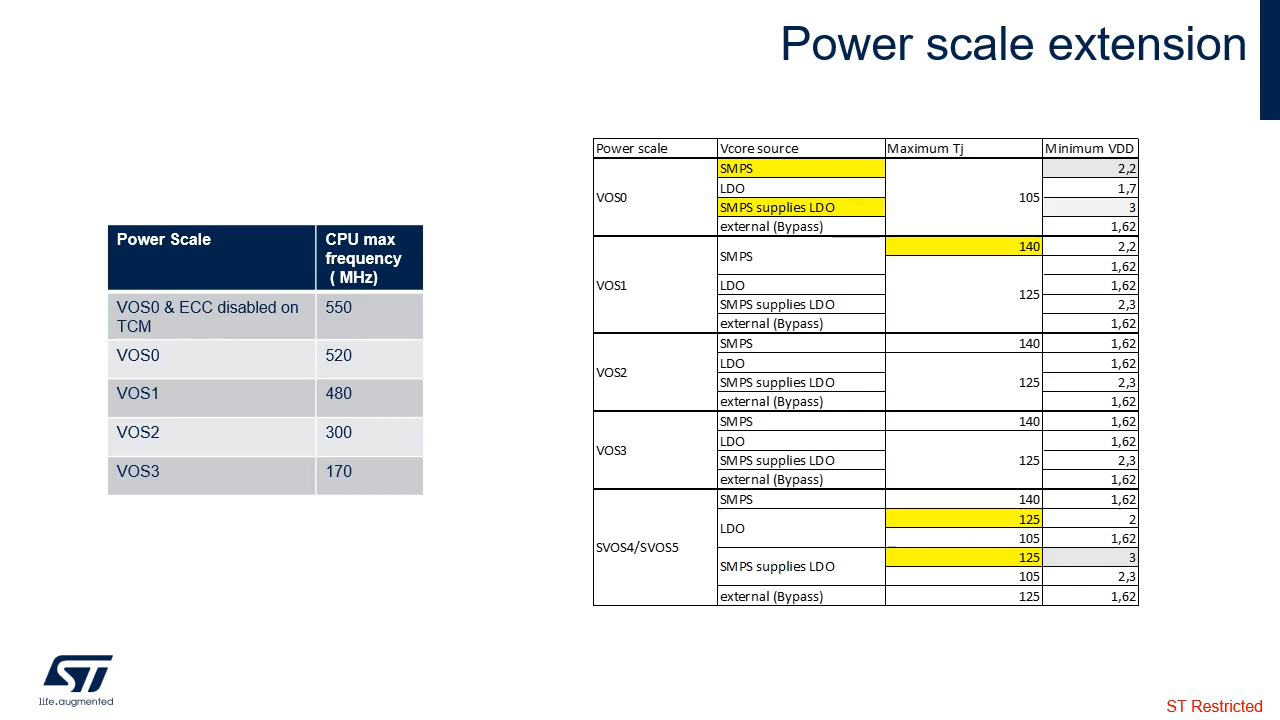 Power scale extension
Power Scale
CPU max
frequency
( MHz)
VOS0 & ECC disabled on
TCM
550
VOS0 520
VOS1 480
VOS2 300
VOS3 170
Power scale Vcore source Maximum Tj Minimum VDD
VOS0
SMPS 105 2,2
LDO 1,7
SMPS supplies LDO 3
external (Bypass) 1,62
VOS1
SMPS 140 2,2
125 1,62
LDO 1,62
SMPS supplies LDO 2,3
external (Bypass) 1,62
VOS2
SMPS 140 1,62
LDO 125 1,62
SMPS supplies LDO 2,3
external (Bypass) 1,62
VOS3
SMPS 140 1,62
LDO 125 1,62
SMPS supplies LDO 2,3
external (Bypass) 1,62
SVOS4/SVOS5
SMPS 140 1,62
LDO 125 2
105 1,62
SMPS supplies LDO 125 3
105 2,3
external (Bypass) 125 1,62
ST
life.augmented
ST Restricted